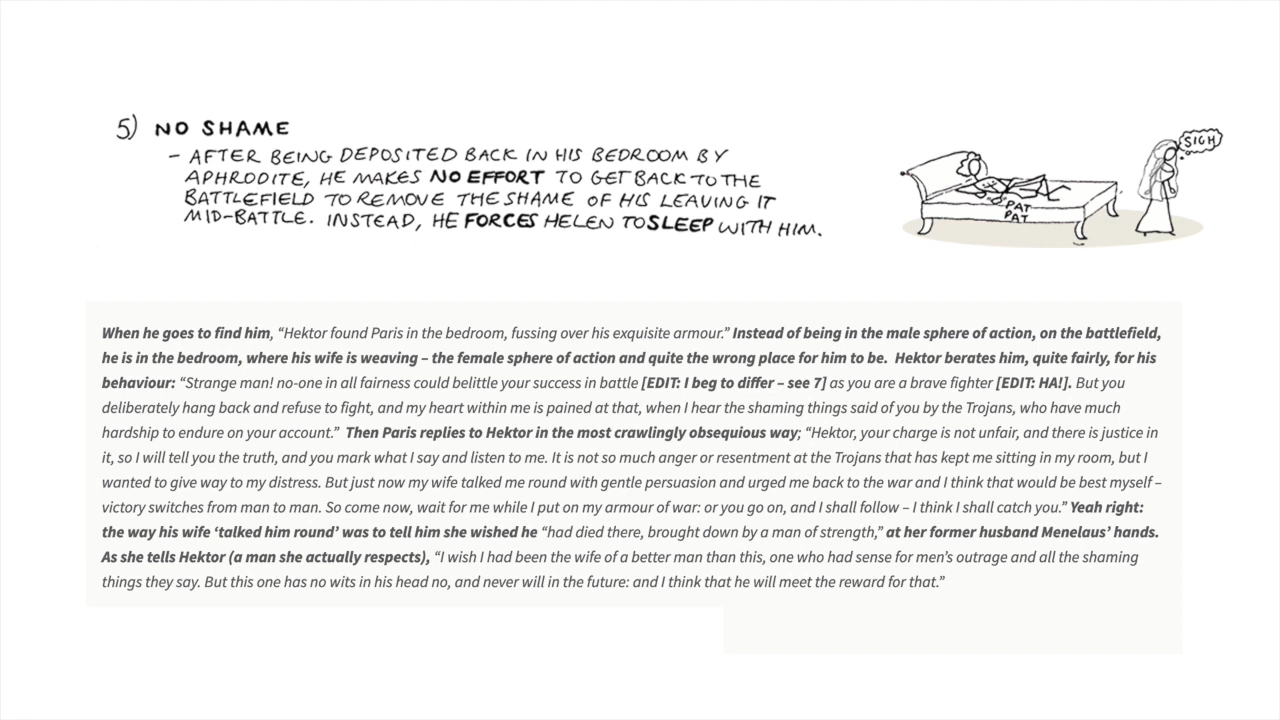 5) NO SHAME
- AFTER BEING DEPOSITED BACK IN HIS BEDROOM BY
APHRODITE, HE MAKES NO EFFORT TO GET BACK TO THE
BATTLEFIELD TO REMOVE THE SHAME OF HIS LEAVING IT
MID-BATTLE. INSTEAD, HE FORCES HELEN TO SLEEP WITH HIM.
SIGH
PAT
PAT
When he goes to find him, “Hektor found Paris in the bedroom, fussing over his exquisite armour.” Instead of being in the male sphere of action, on the battlefield,
he is in the bedroom, where his wife is weaving – the female sphere of action and quite the wrong place for him to be.  Hektor berates him, quite fairly, for his
behaviour: “Strange man! no-one in all fairness could belittle your success in battle [EDIT: I beg to differ – see 7] as you are a brave fighter [EDIT: HA!]. But you
deliberately hang back and refuse to fight, and my heart within me is pained at that, when I hear the shaming things said of you by the Trojans, who have much
hardship to endure on your account.”  Then Paris replies to Hektor in the most crawlingly obsequious way; “Hektor, your charge is not unfair, and there is justice in
it, so I will tell you the truth, and you mark what I say and listen to me. It is not so much anger or resentment at the Trojans that has kept me sitting in my room, but I
wanted to give way to my distress. But just now my wife talked me round with gentle persuasion and urged me back to the war and I think that would be best myself –
victory switches from man to man. So come now, wait for me while I put on my armour of war: or you go on, and I shall follow – I think I shall catch you.” Yeah right:
the way his wife ‘talked him round’ was to tell him she wished he “had died there, brought down by a man of strength,” at her former husband Menelaus’ hands.
As she tells Hektor (a man she actually respects), “I wish I had been the wife of a better man than this, one who had sense for men’s outrage and all the shaming
things they say. But this one has no wits in his head no, and never will in the future: and I think that he will meet the reward for that.”